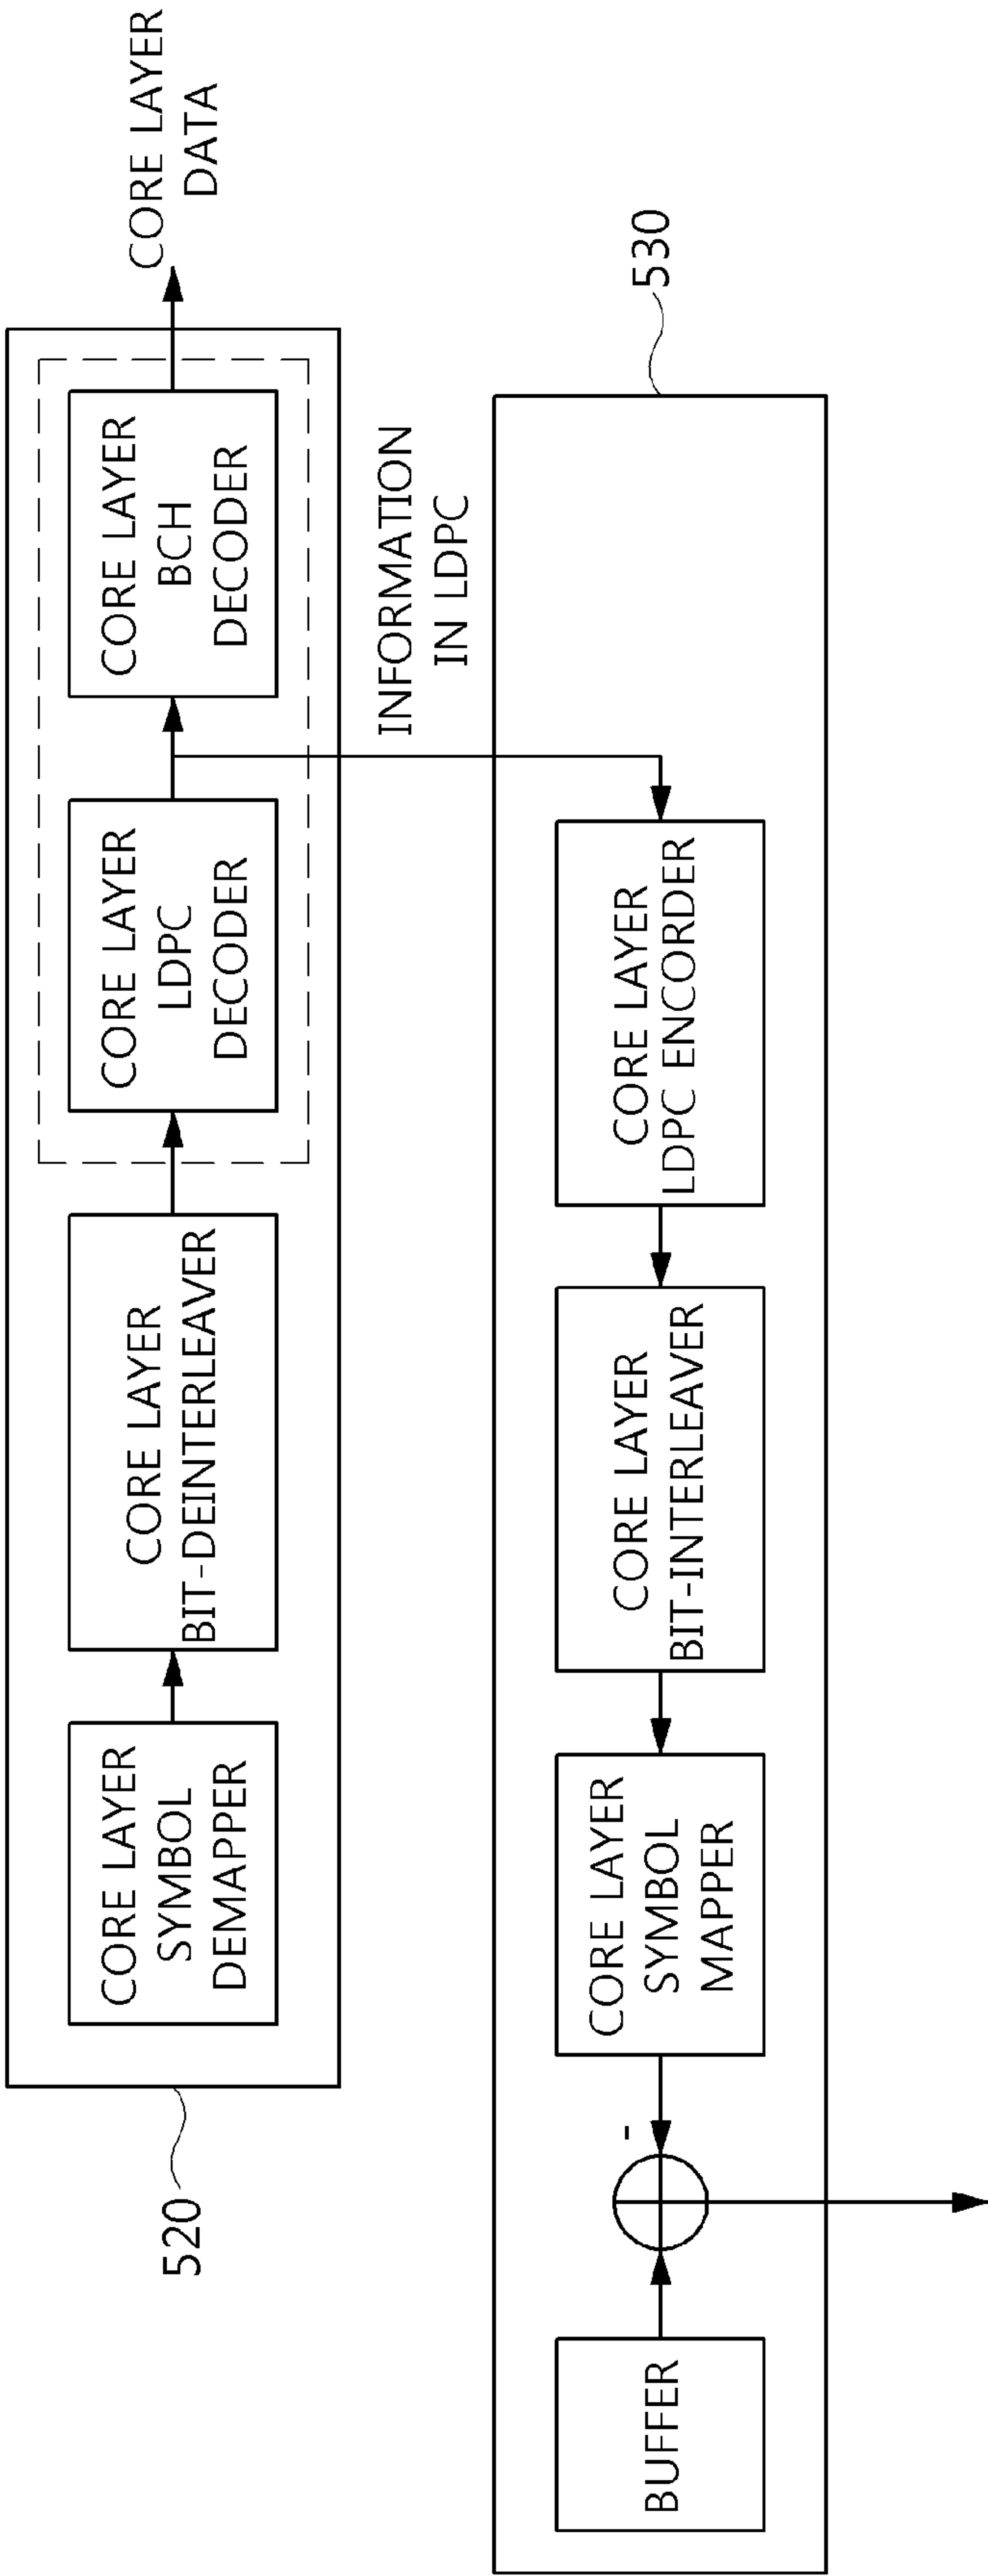 520
CORE LAYER
SYMBOL
DEMAPPER
CORE LAYER
BIT-DEINTERLEAVER
CORE LAYER
LDPC
DECODER
CORE LAYER
BCH
DECODER
CORE LAYER
DATA
INFORMATION
IN LDPC
530
BUFFER
-
CORE LAYER
SYMBOL
MAPPER
CORE LAYER
BIT-INTERLEAVER
CORE LAYER
LDPC ENCORDER